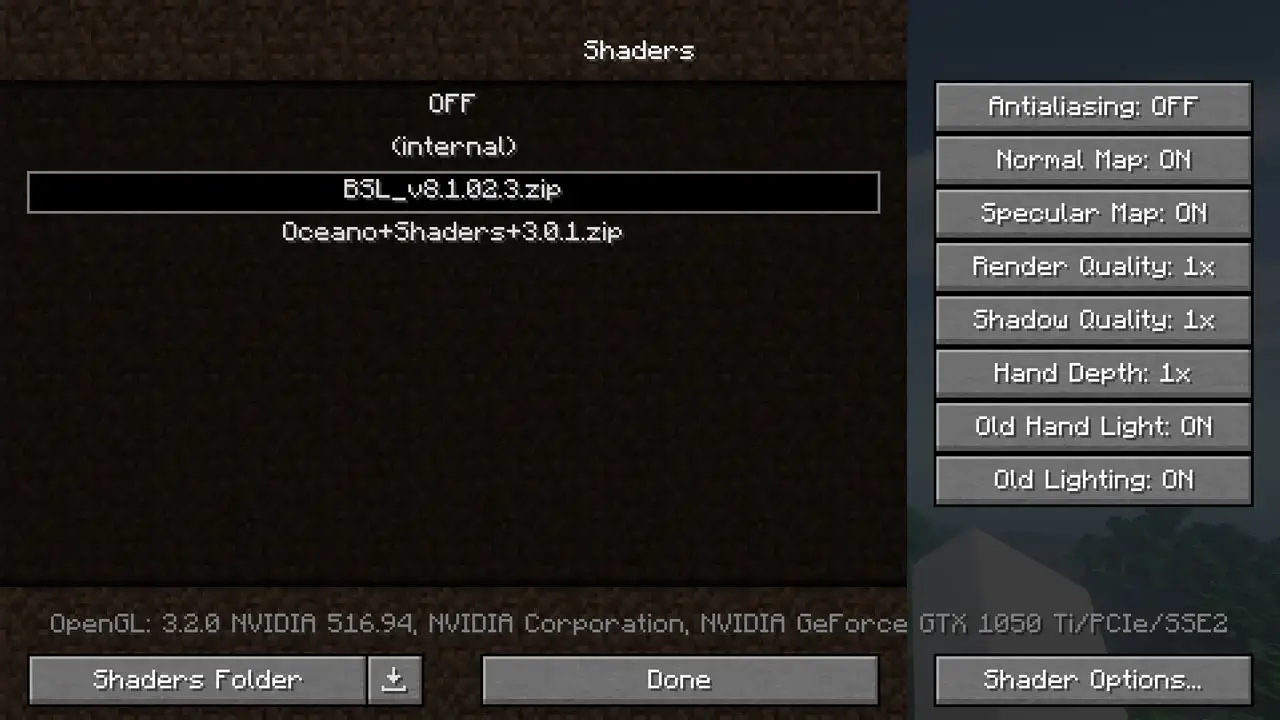 Shaders
OFF
(internal)
BSL_v8.1.02.3.zip
Oceano+Shaders+3.0.1.zip
Antialiasing: OFF
Normal Map: ON
Specular Map: ON
Render Quality: 1x
Shadow Quality: 1x
Hand Depth: 1x
Old Hand Light: ON
Old Lighting: ON
OpenGL: 3.2.0 NVIDIA 516.94, NVIDIA Corporation, NVIDIA GeForce GTX 1050 Ti/PCIe/SSE2
Shaders Folder
Done
Shader Options...